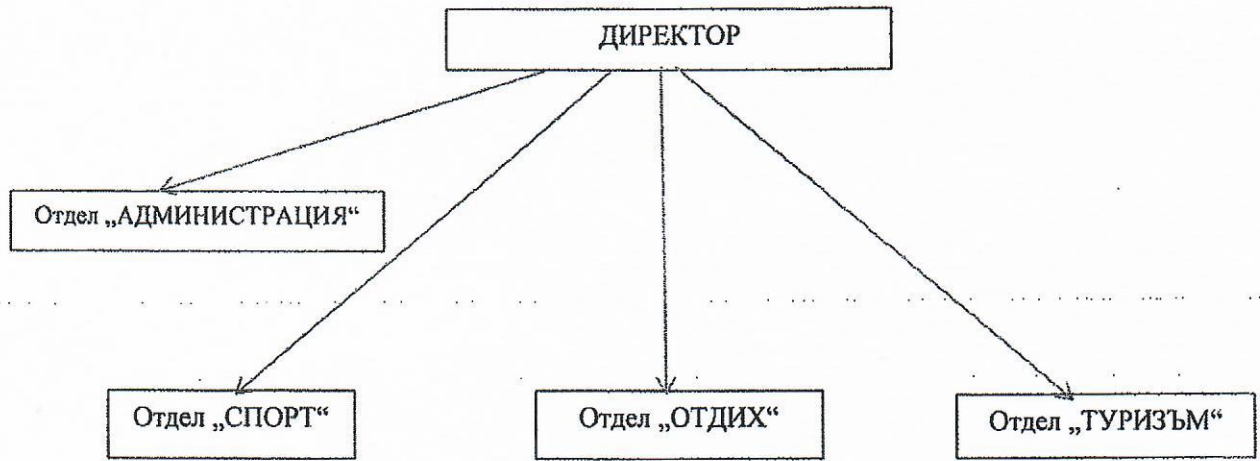 ДИРЕКТОР
Отдел „АДМИНИСТРАЦИЯ“
Отдел „СПОРТ“
Отдел „ОТДИХ“
Отдел „ТУРИЗЪМ“